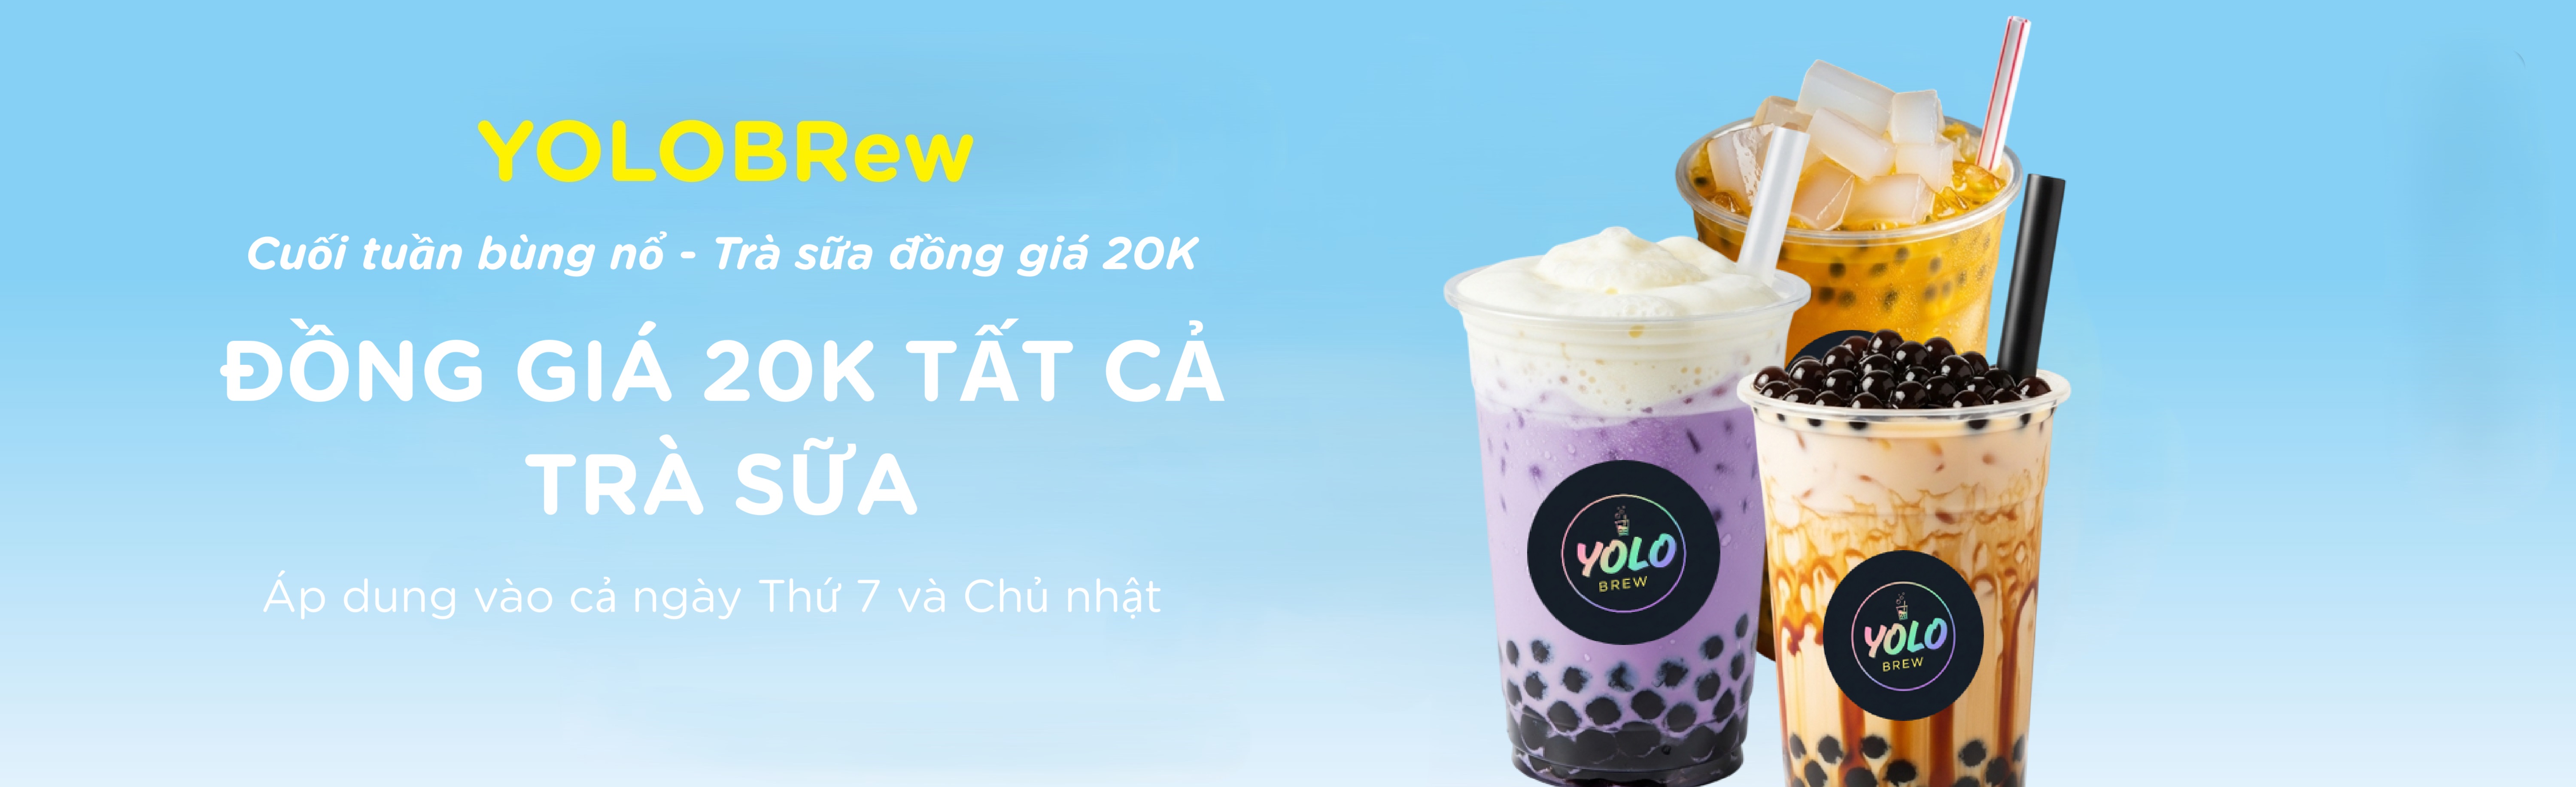 YOLOBRew
Cuối tuần bùng nổ - Trà sữa đồng giá 20K
ĐỒNG GIÁ 20K TẤT CẢ
TRÀ SỮA
Áp dung vào cả ngày Thứ 7 và Chủ nhật
YOLO
BREW
YOLO
BREW